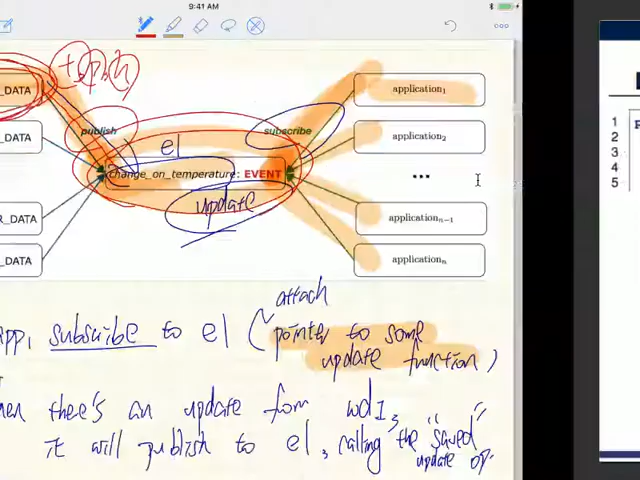 9:41 AM
_DATA
publish
subscribe
application₁
_DATA
e1
application₂
change_on_temperature: EVENT
...
update
R_DATA
applicationₙ₋₁
_DATA
applicationₙ
attach
app₁ subscribe to e1 ( pointer to some
update function )
when there's an update from wd1,
it will publish to e1, calling the "saved"
update op.
1
2
3
4
5